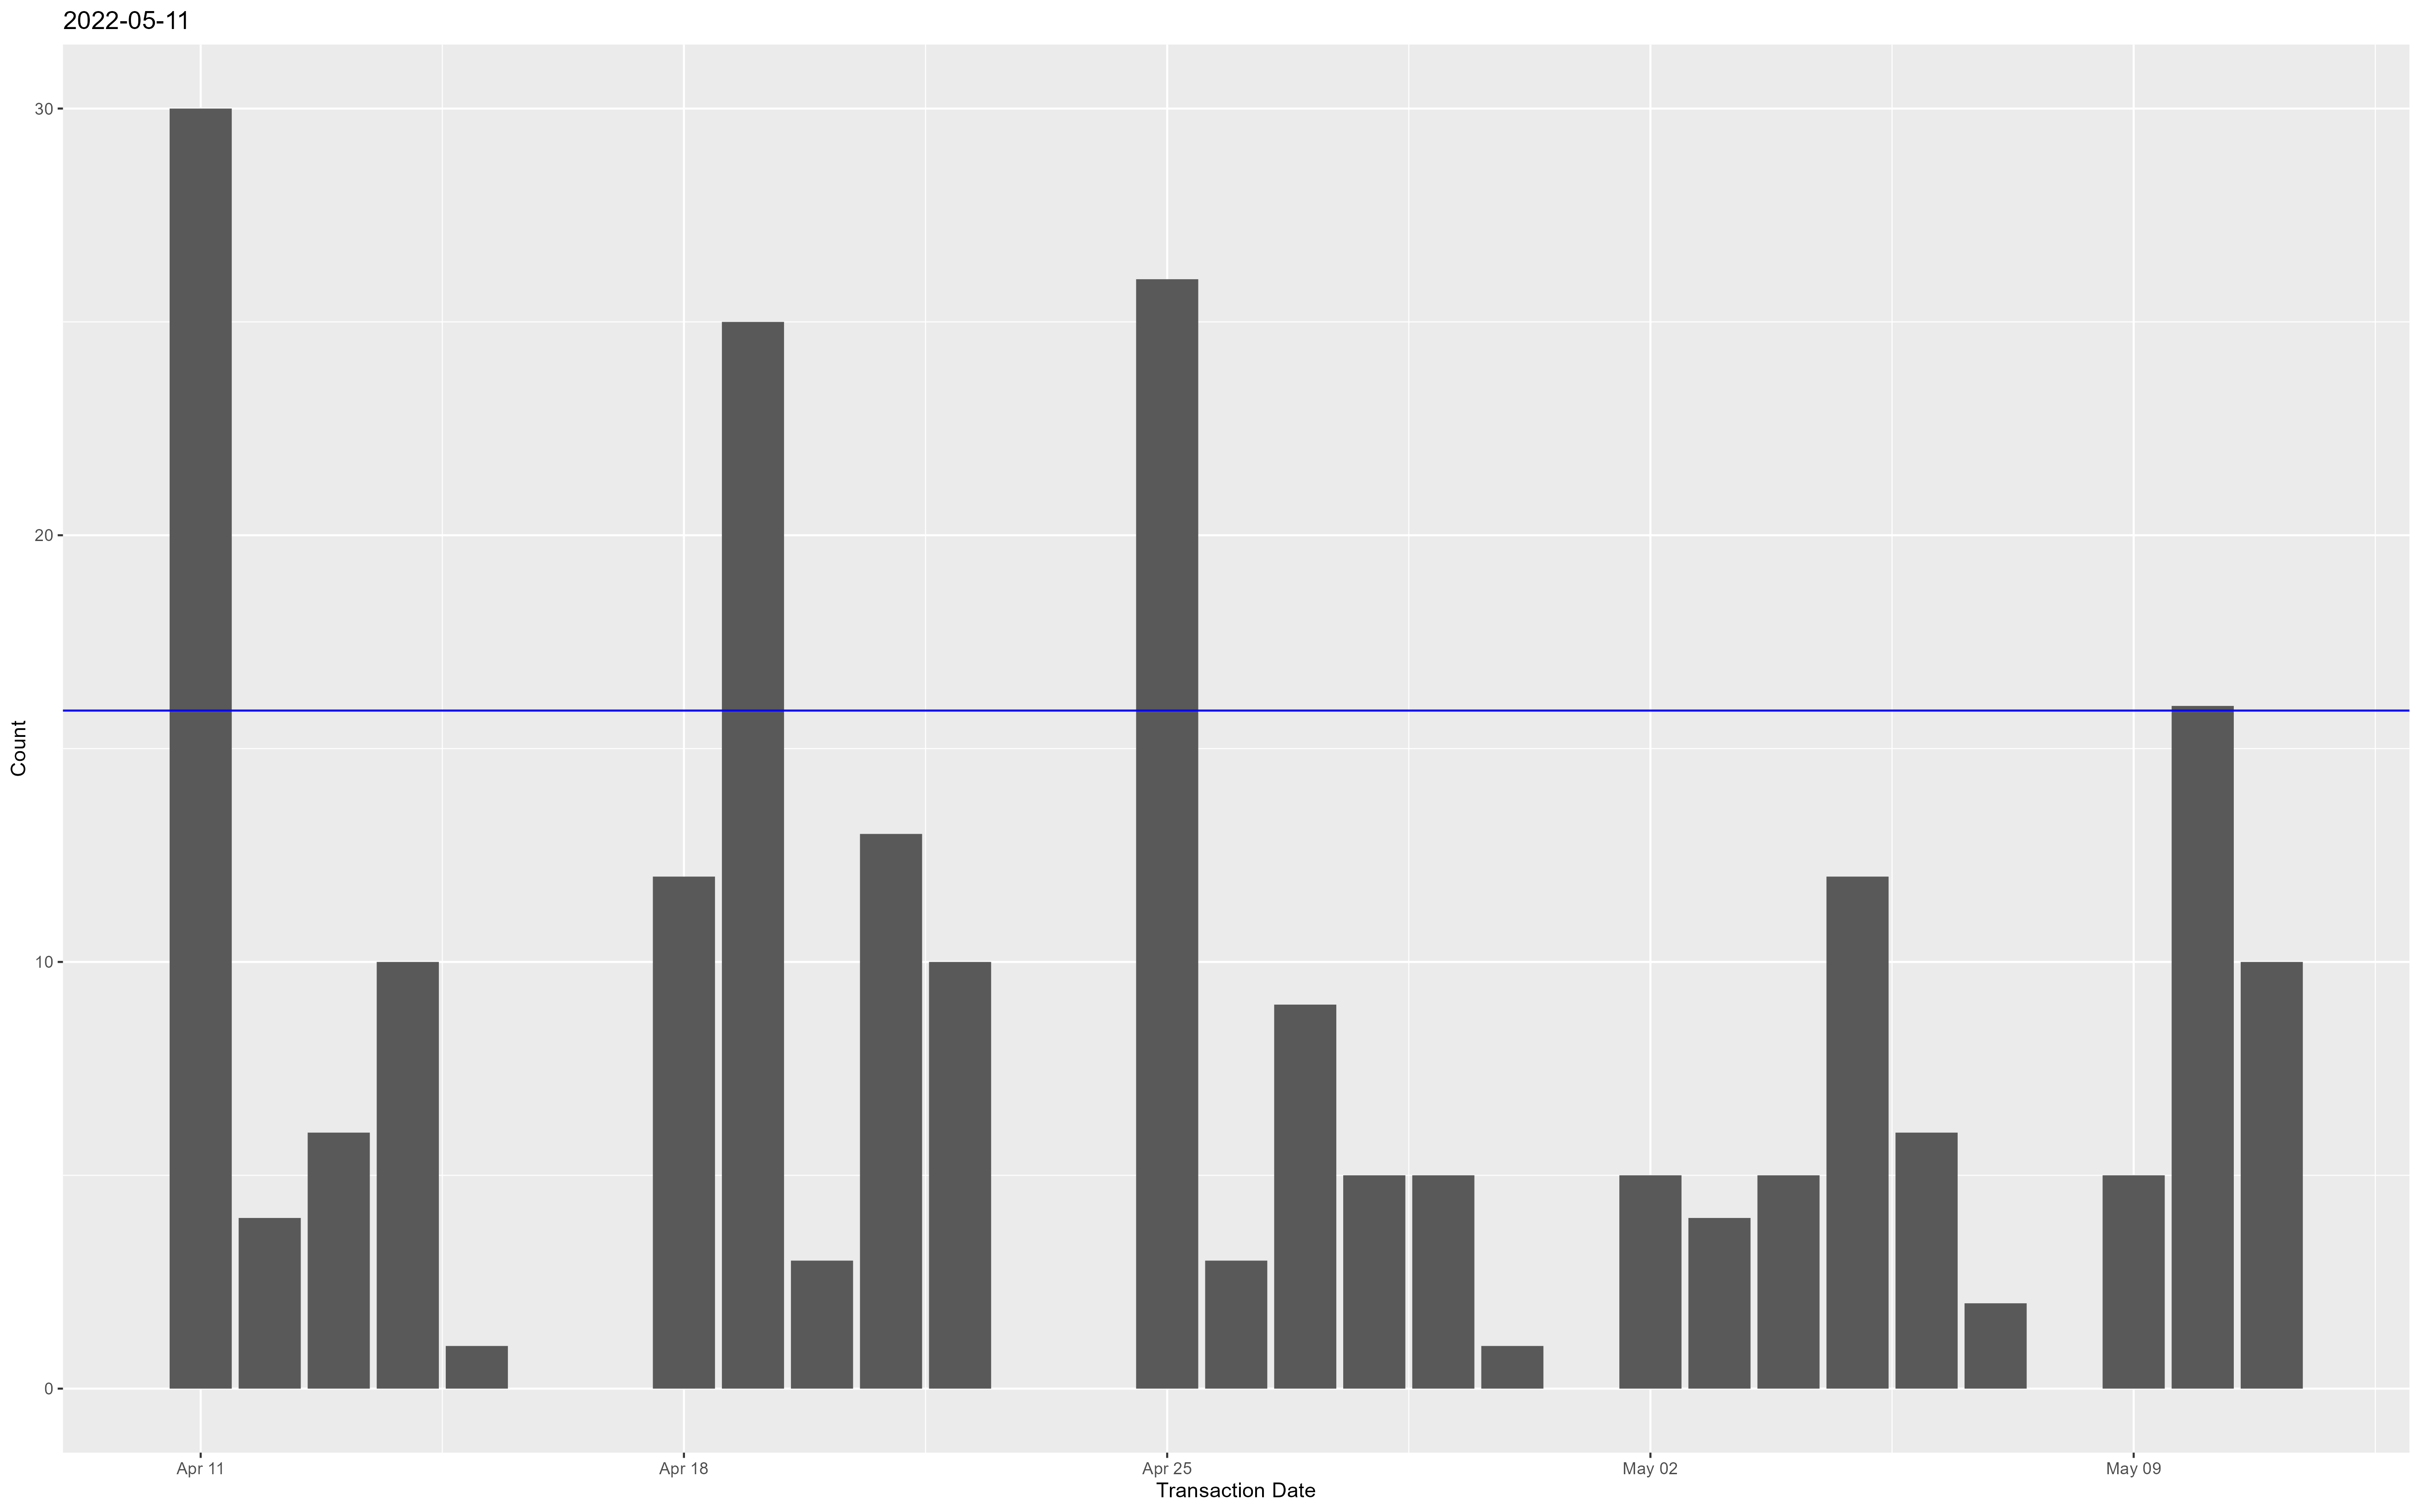 2022-05-11
30
20
10
0
Count
Apr 11
Apr 18
Apr 25
May 02
May 09
Transaction Date